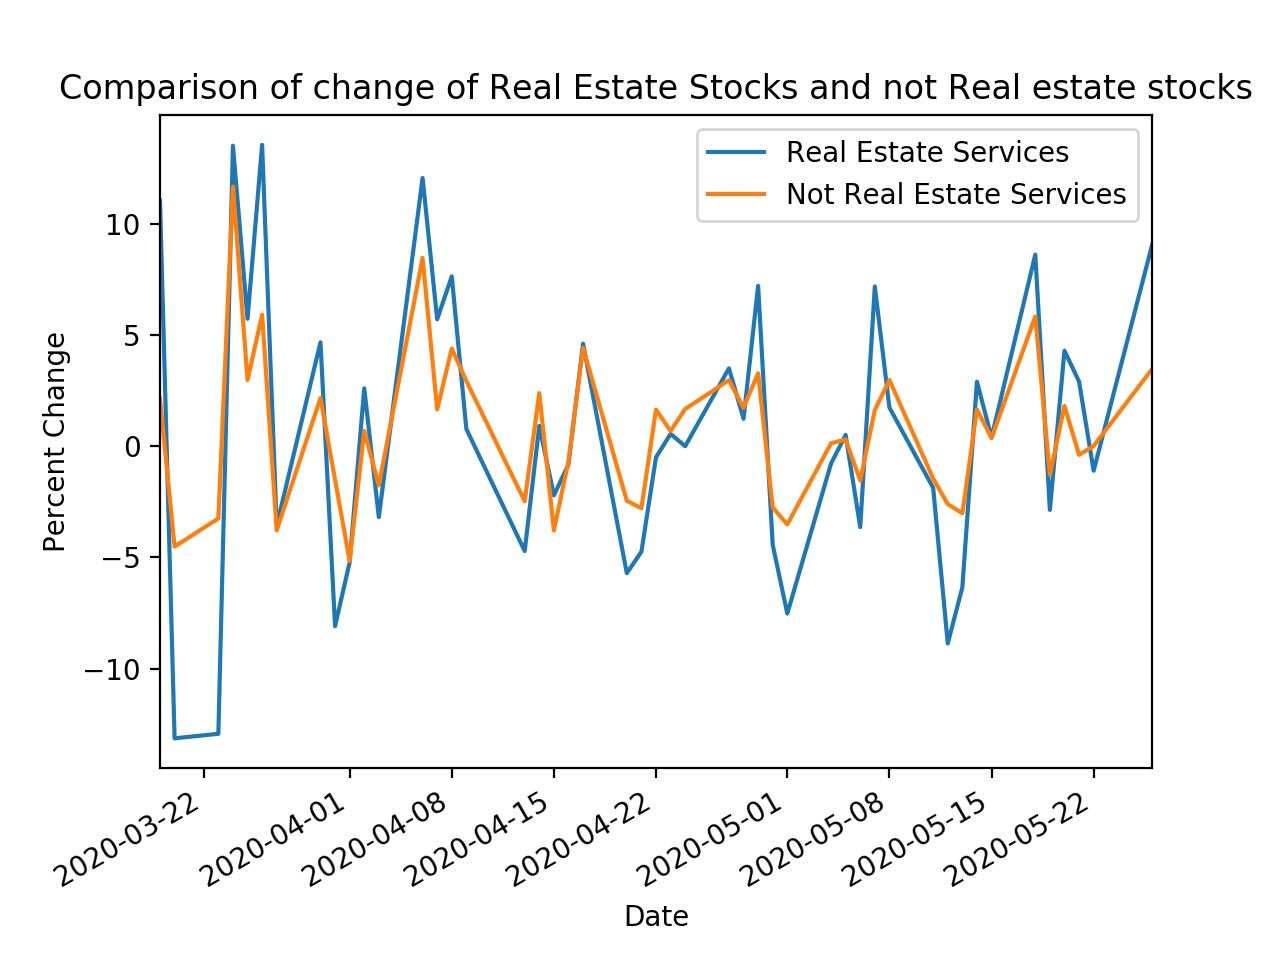 Comparison of change of Real Estate Stocks and not Real estate stocks
Real Estate Services
Not Real Estate Services
10
5
0
−5
−10
Percent Change
2020-03-22
2020-04-01
2020-04-08
2020-04-15
2020-04-22
2020-05-01
2020-05-08
2020-05-15
2020-05-22
Date